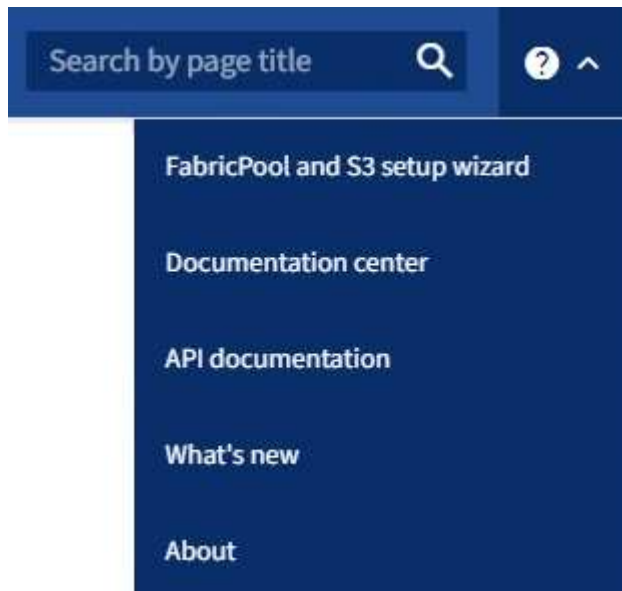 Search by page title
FabricPool and S3 setup wizard
Documentation center
API documentation
What's new
About